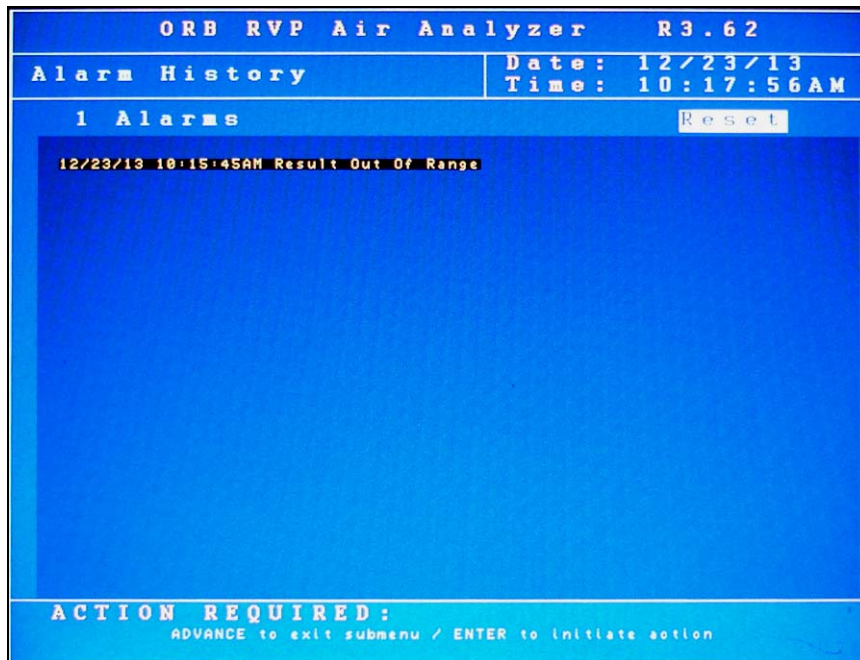 ORB RVP Air Analyzer R3.62
Alarm History
Date: 12/23/13
Time: 10:17:56AM
1 Alarms Reset
12/23/13 10:15:45AM Result Out Of Range
ACTION REQUIRED:
ADVANCE to exit submenu / ENTER to initiate action